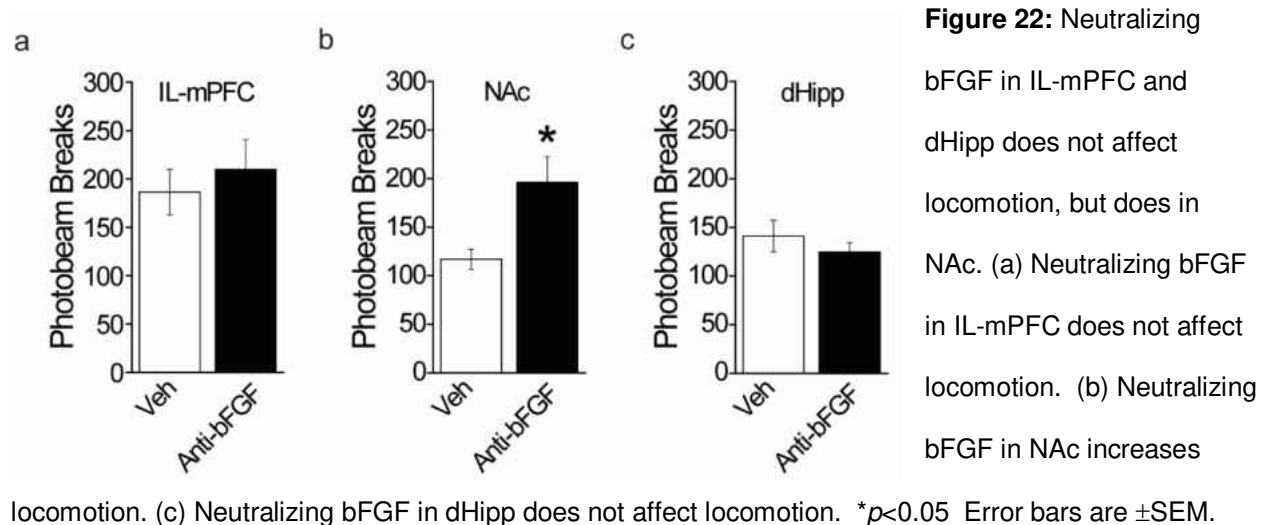 a
b
c
300
250
200
150
100
50
0
Photobeam Breaks
IL-mPFC
Veh
Anti-bFGF
300
250
200
150
100
50
0
Photobeam Breaks
NAc
*
Veh
Anti-bFGF
300
250
200
150
100
50
0
Photobeam Breaks
dHipp
Veh
Anti-bFGF
Figure 22: Neutralizing
bFGF in IL-mPFC and
dHipp does not affect
locomotion, but does in
NAc. (a) Neutralizing bFGF
in IL-mPFC does not affect
locomotion. (b) Neutralizing
bFGF in NAc increases
locomotion. (c) Neutralizing bFGF in dHipp does not affect locomotion. *p<0.05 Error bars are ±SEM.